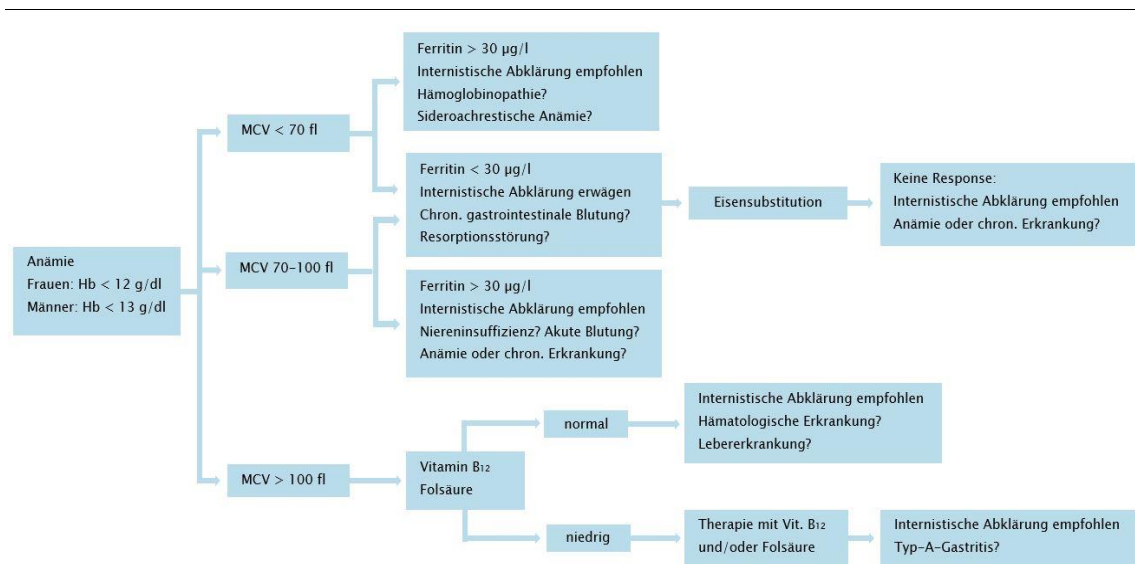 Anämie
Frauen: Hb < 12 g/dl
Männer: Hb < 13 g/dl
MCV < 70 fl
Ferritin > 30 µg/l
Internistische Abklärung empfohlen
Hämoglobinopathie?
Sideroachrestische Anämie?
Ferritin < 30 µg/l
Internistische Abklärung erwägen
Chron. gastrointestinale Blutung?
Resorptionsstörung?
Eisensubstitution
Keine Response:
Internistische Abklärung empfohlen
Anämie oder chron. Erkrankung?
MCV 70–100 fl
Ferritin > 30 µg/l
Internistische Abklärung empfohlen
Niereninsuffizienz? Akute Blutung?
Anämie oder chron. Erkrankung?
MCV > 100 fl
Vitamin B₁₂
Folsäure
normal
Internistische Abklärung empfohlen
Hämatologische Erkrankung?
Lebererkrankung?
niedrig
Therapie mit Vit. B₁₂
und/oder Folsäure
Internistische Abklärung empfohlen
Typ-A-Gastritis?